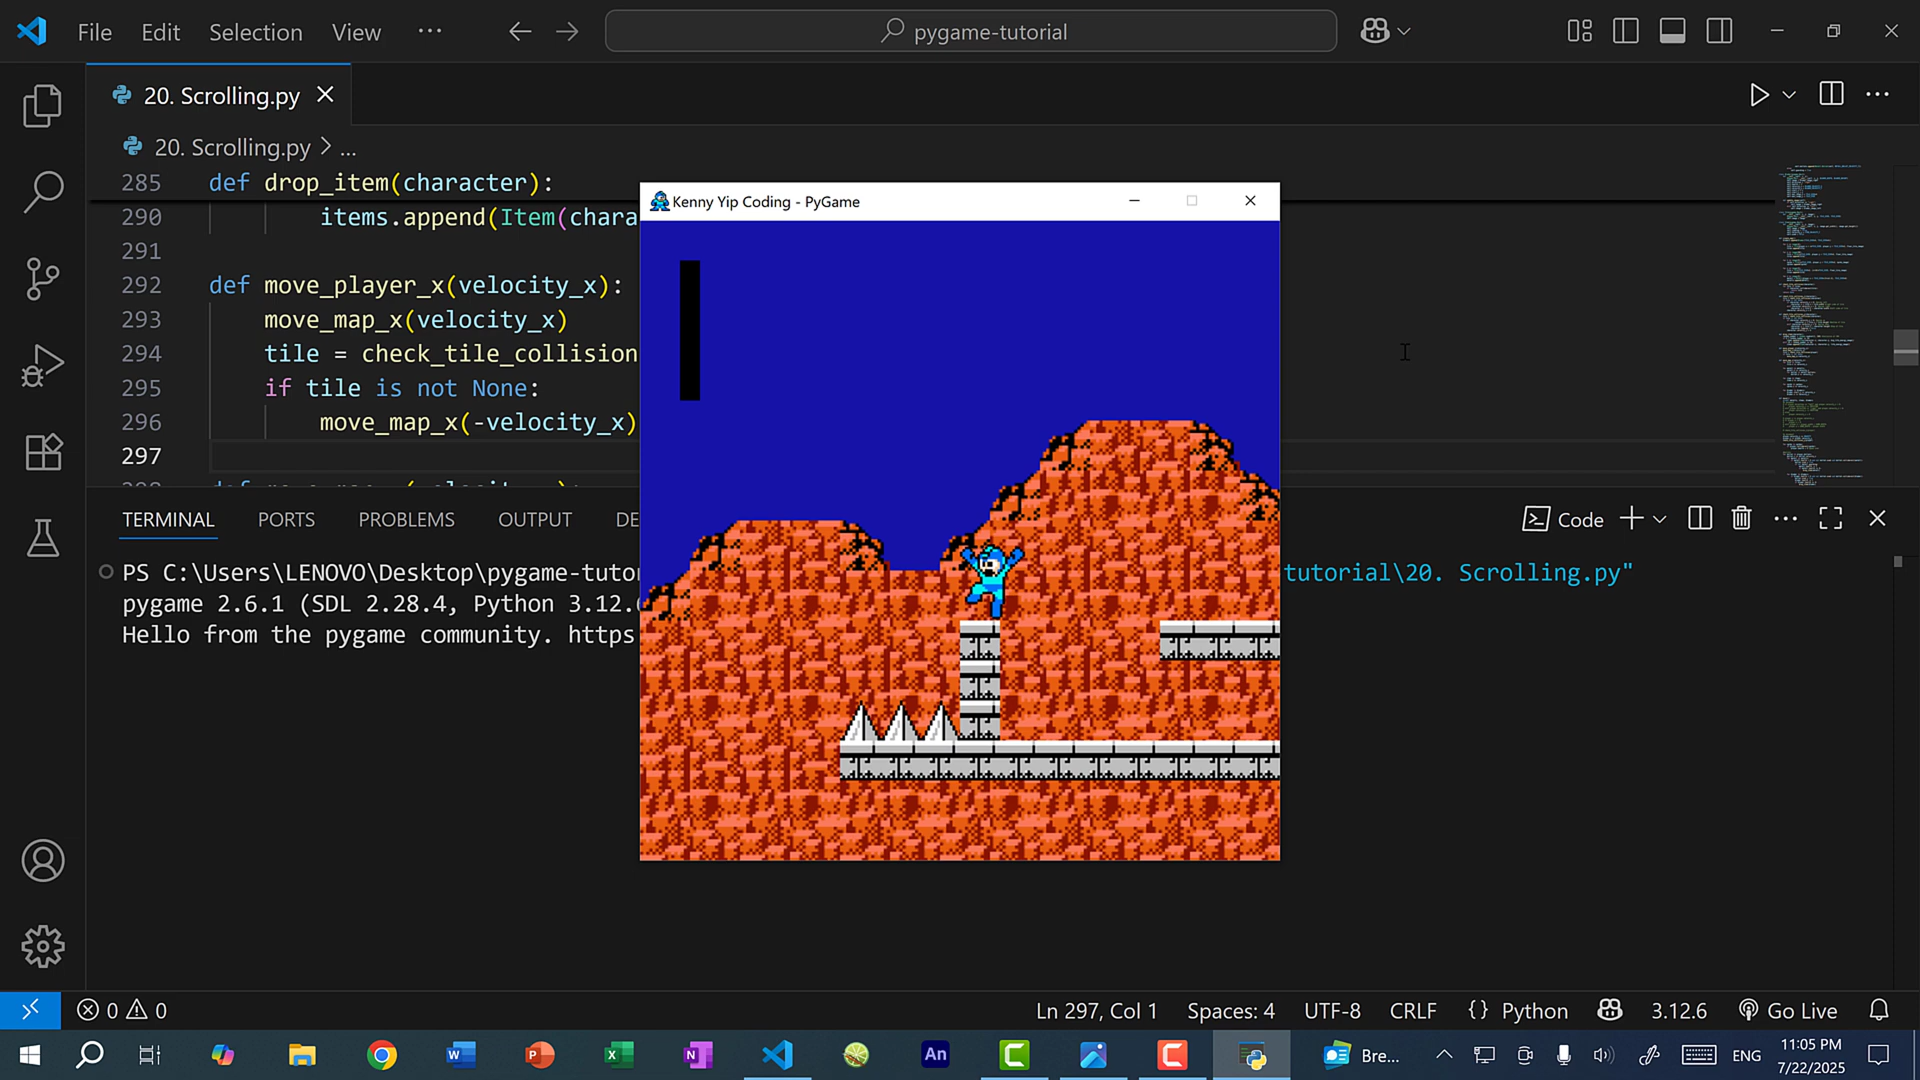 File Edit Selection View ···
pygame-tutorial
20. Scrolling.py
20. Scrolling.py > ...
285 def drop_item(character):
290 items.append(Item(chara
291
292 def move_player_x(velocity_x):
293 move_map_x(velocity_x)
294 tile = check_tile_collision
295 if tile is not None:
296 move_map_x(-velocity_x)
297
Kenny Yip Coding - PyGame
TERMINAL PORTS PROBLEMS OUTPUT DE
Code
PS C:\Users\LENOVO\Desktop\pygame-tutor
tutorial\20. Scrolling.py"
pygame 2.6.1 (SDL 2.28.4, Python 3.12.6
Hello from the pygame community. https
0 0
Ln 297, Col 1 Spaces: 4 UTF-8 CRLF {} Python 3.12.6 Go Live
An
Bre...
ENG
11:05 PM
7/22/2025